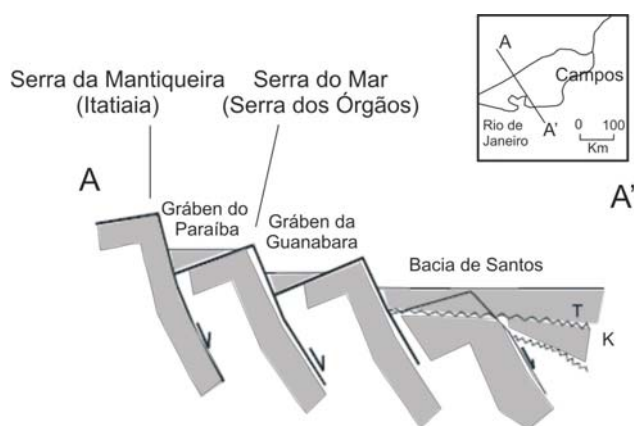 Serra da Mantiqueira
(Itatiaia)
Serra do Mar
(Serra dos Órgãos)
A
Campos
Rio de
Janeiro
A'
0 100
Km
A
A'
Gráben do
Paraíba
Gráben da
Guanabara
Bacia de Santos
T
K